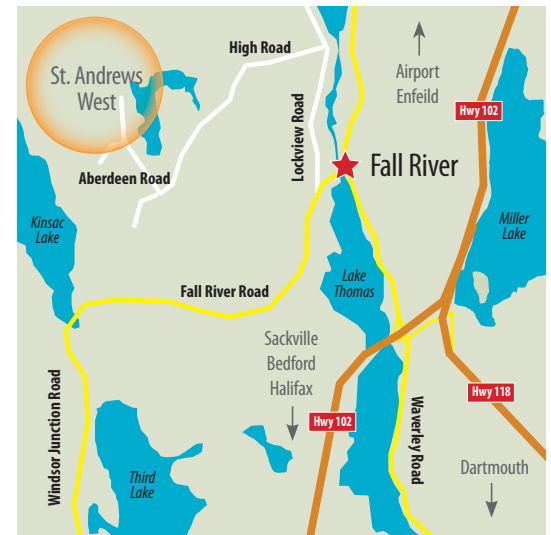 High Road
St. Andrews
West
Airport
Enfeild
Hwy 102
Lockview Road
Fall River
Aberdeen Road
Kinsac
Lake
Miller
Lake
Lake
Thomas
Fall River Road
Sackville
Bedford
Halifax
Windsor Junction Road
Waverley Road
Hwy 118
Hwy 102
Third
Lake
Dartmouth